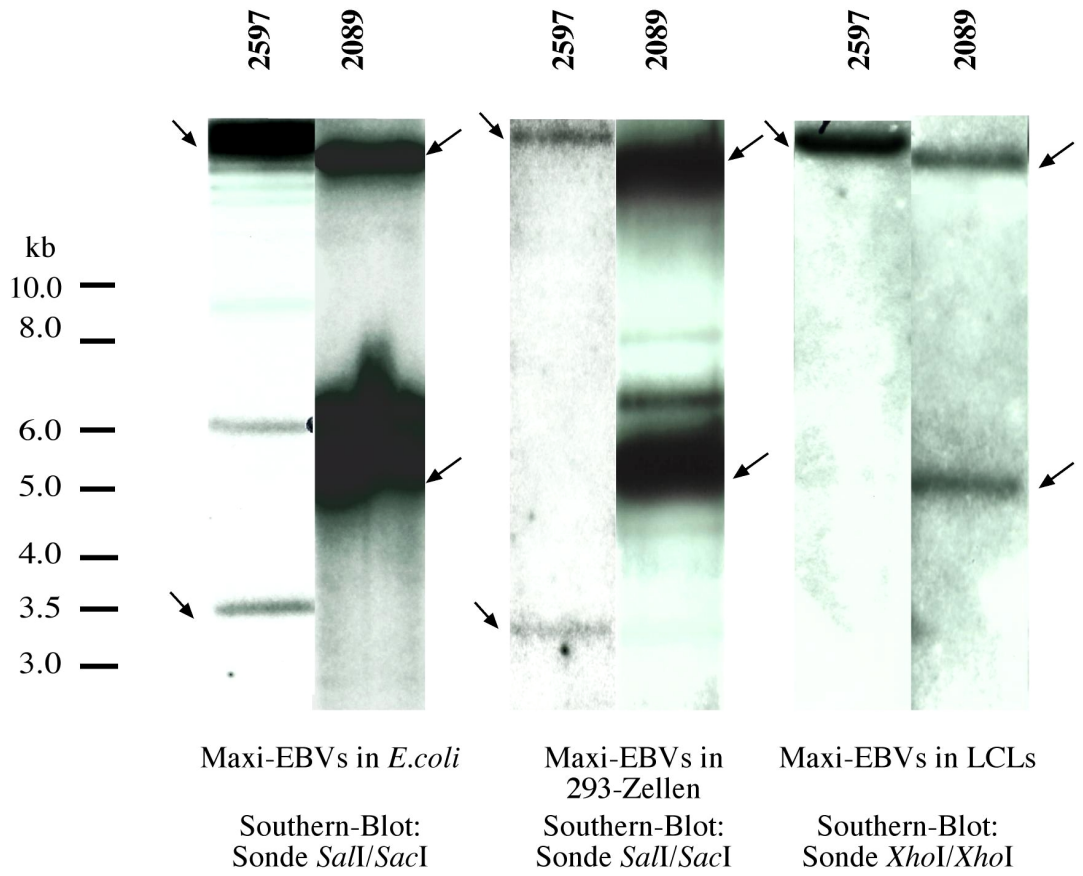 2597 2089 2597 2089 2597 2089
kb
10.0
8.0
6.0
5.0
4.0
3.5
3.0
Maxi-EBVs in E.coli
Southern-Blot:
Sonde SalI/SacI
Maxi-EBVs in
293-Zellen
Southern-Blot:
Sonde SalI/SacI
Maxi-EBVs in LCLs
Southern-Blot:
Sonde XhoI/XhoI